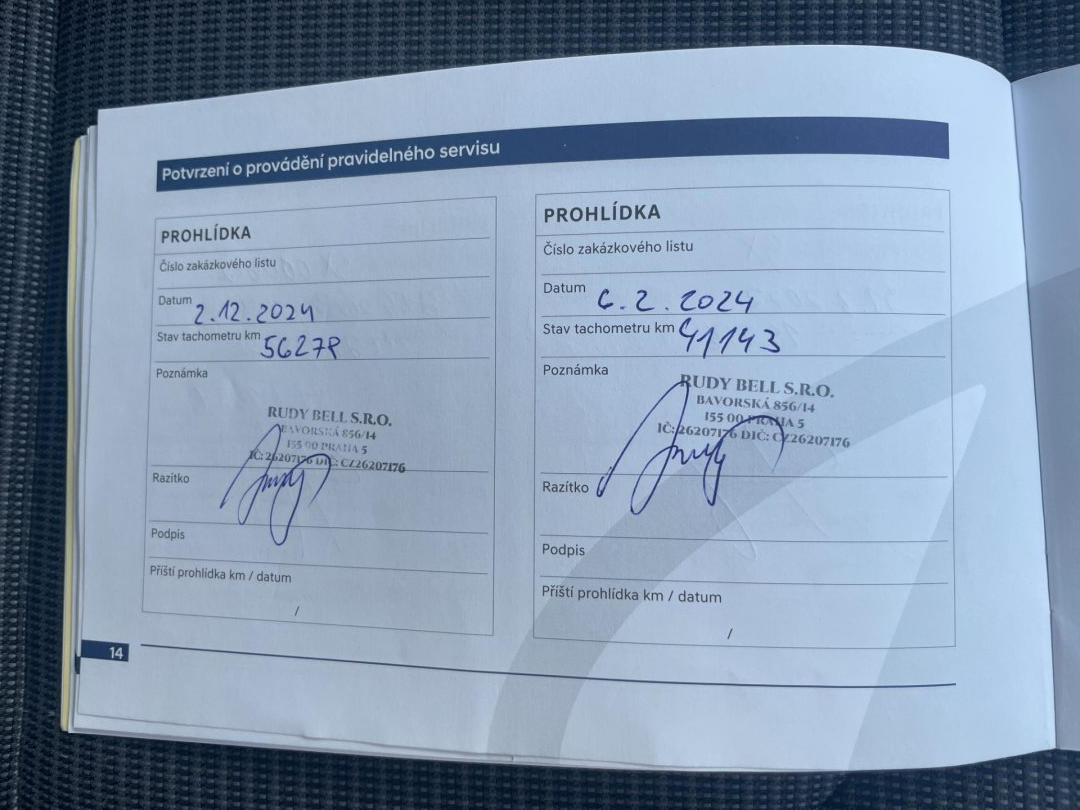 Potvrzení o provádění pravidelného servisu
PROHLÍDKA
Číslo zakázkového listu
Datum 2.12.2024
Stav tachometru km 56278
Poznámka
RUDY BELL S.R.O.
BAVORSKÁ 856/14
155 00 PRAHA 5
IČ: 26207176 DIČ: CZ26207176
Razítko
Podpis
Příští prohlídka km / datum
/
PROHLÍDKA
Číslo zakázkového listu
Datum 6.2.2024
Stav tachometru km 41143
Poznámka
RUDY BELL S.R.O.
BAVORSKÁ 856/14
155 00 PRAHA 5
IČ: 26207176 DIČ: CZ26207176
Razítko
Podpis
Příští prohlídka km / datum
/
14